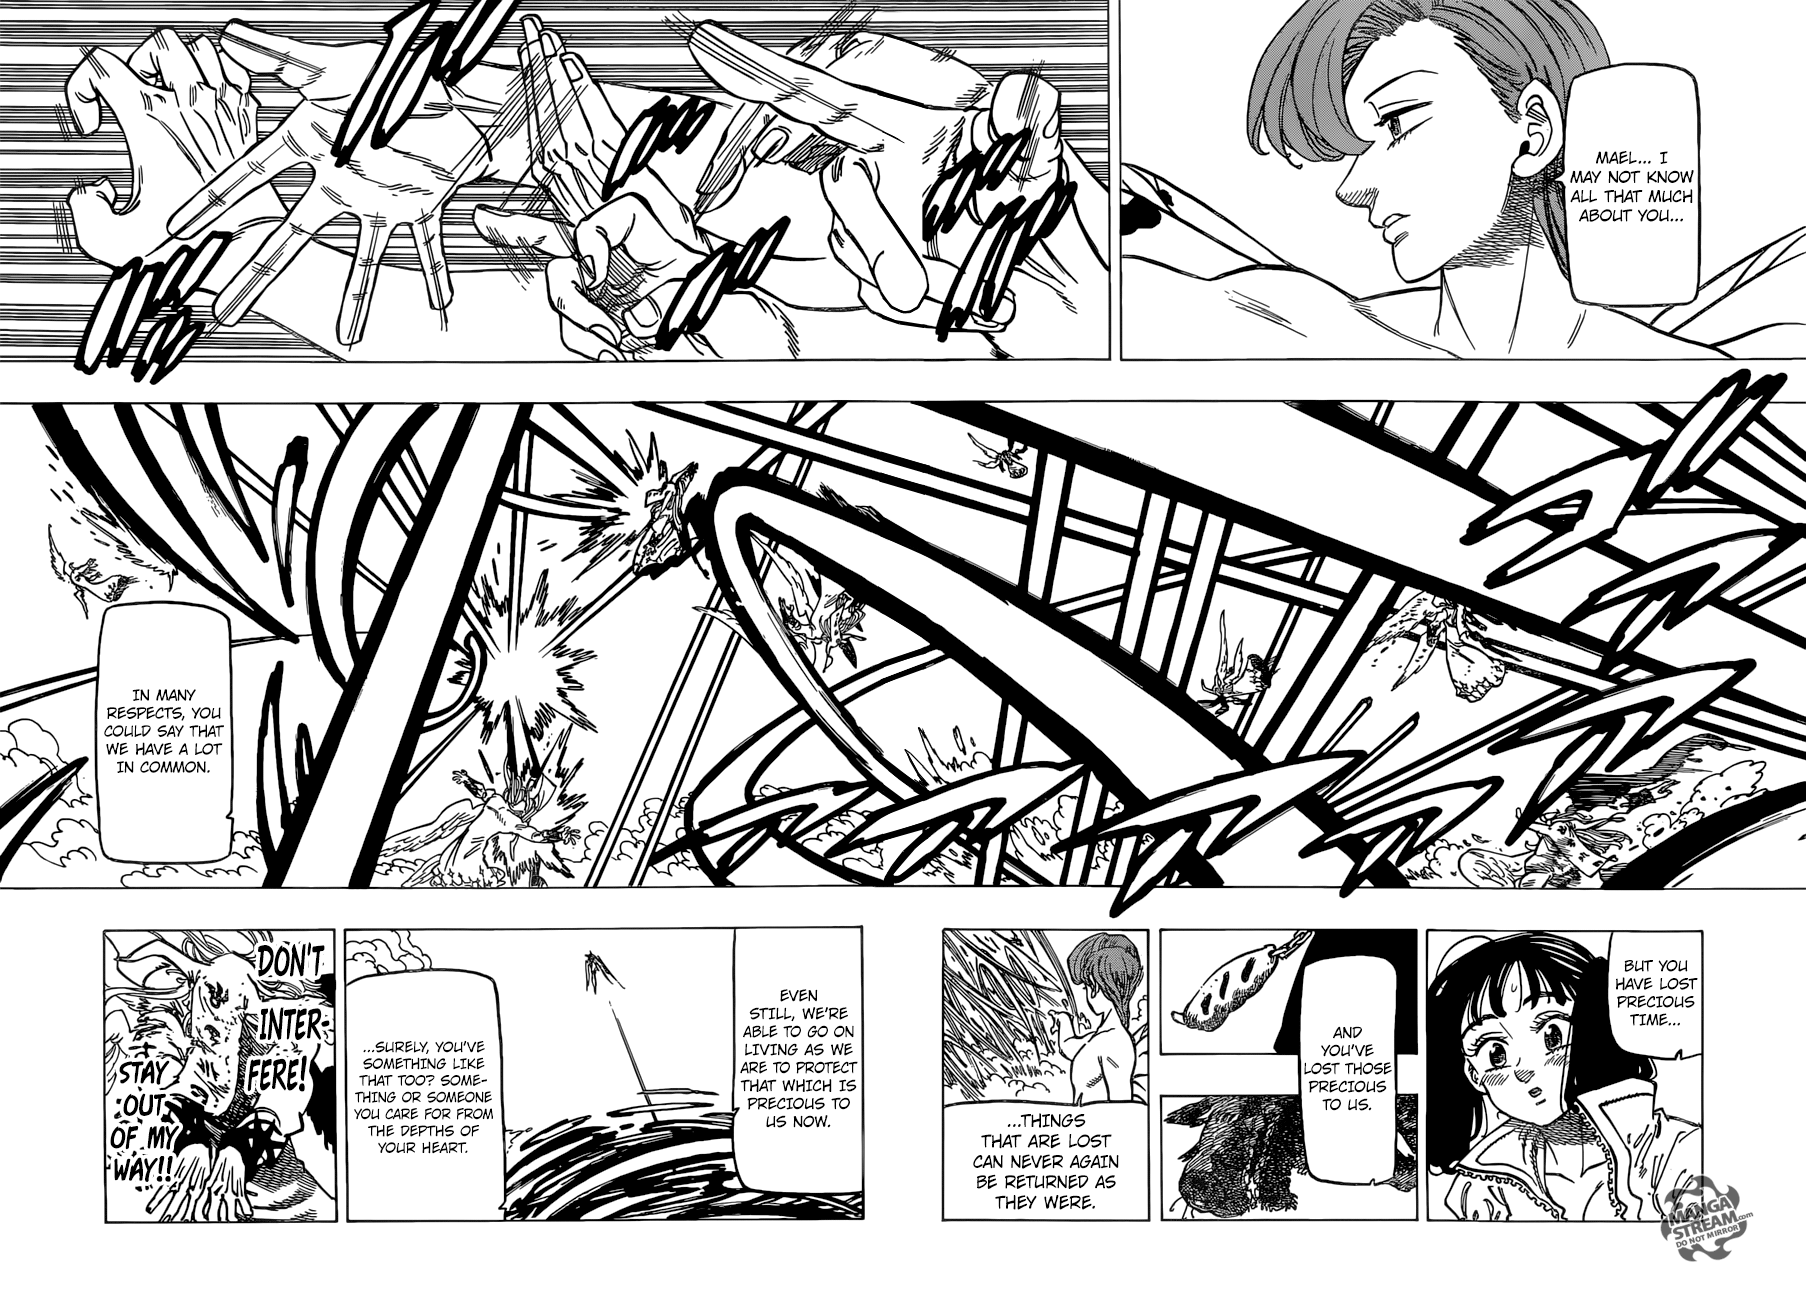 MAEL... I
MAY NOT KNOW
ALL THAT MUCH
ABOUT YOU...
IN MANY
RESPECTS, YOU
COULD SAY THAT
WE HAVE A LOT
IN COMMON.
BUT YOU
HAVE LOST
PRECIOUS
TIME...
AND
YOU'VE
LOST THOSE
PRECIOUS
TO US.
...THINGS
THAT ARE LOST
CAN NEVER AGAIN
BE RETURNED AS
THEY WERE.
EVEN
STILL, WE'RE
ABLE TO GO ON
LIVING AS WE
ARE TO PROTECT
THAT WHICH IS
PRECIOUS TO
US NOW.
...SURELY, YOU'VE
SOMETHING LIKE
THAT TOO? SOME-
THING OR SOMEONE
YOU CARE FOR FROM
THE DEPTHS OF
YOUR HEART.
DON'T
INTER-
FERE!
STAY
OUT
OF MY
WAY!!
MANGA
STREAM.com
DO NOT MIRROR